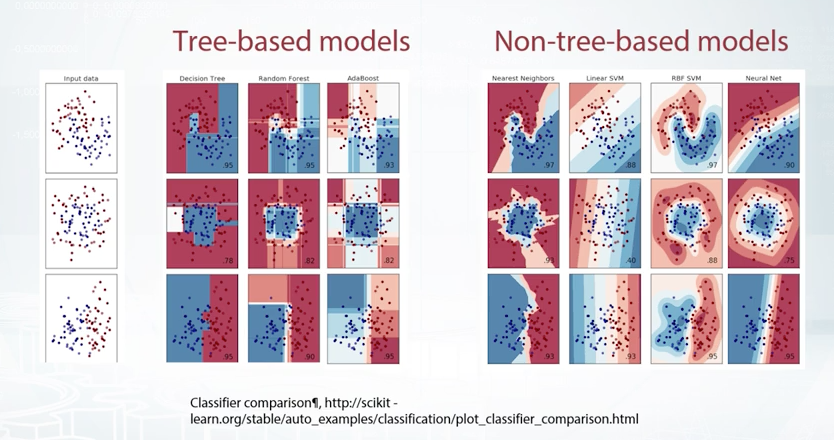 Tree-based models
Non-tree-based models
Input data
Decision Tree
Random Forest
AdaBoost
Nearest Neighbors
Linear SVM
RBF SVM
Neural Net
.95
.95
.93
.97
.88
.97
.90
.78
.82
.82
.93
.40
.88
.75
.95
.90
.95
.93
.93
.95
.95
Classifier comparison¶, http://scikit -
learn.org/stable/auto_examples/classification/plot_classifier_comparison.html